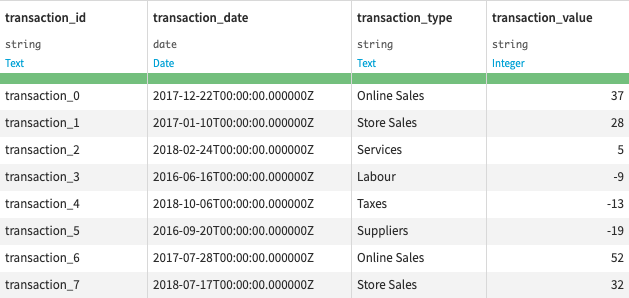 transaction_id transaction_date transaction_type transaction_value
string date string string
Text Date Text Integer
transaction_0 2017-12-22T00:00:00.000000Z Online Sales 37
transaction_1 2017-01-10T00:00:00.000000Z Store Sales 28
transaction_2 2018-02-24T00:00:00.000000Z Services 5
transaction_3 2016-06-16T00:00:00.000000Z Labour -9
transaction_4 2018-10-06T00:00:00.000000Z Taxes -13
transaction_5 2016-09-20T00:00:00.000000Z Suppliers -19
transaction_6 2017-07-28T00:00:00.000000Z Online Sales 52
transaction_7 2018-07-17T00:00:00.000000Z Store Sales 32